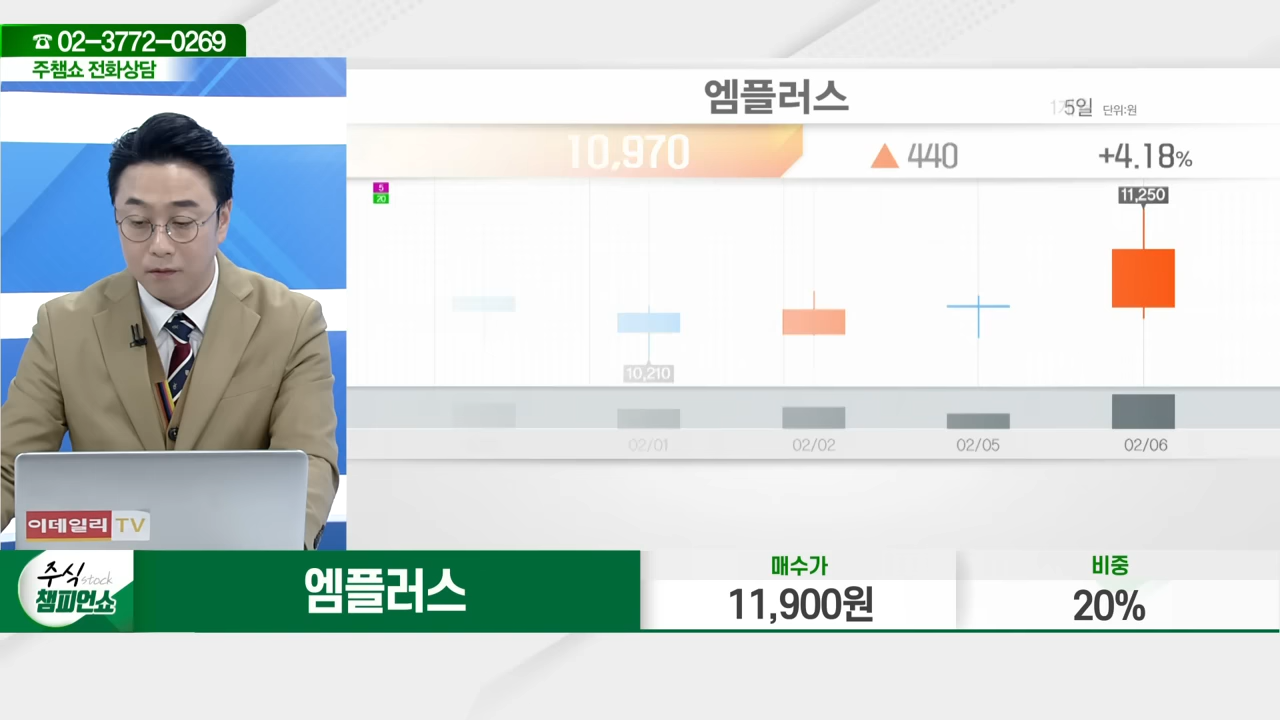 ☎ 02-3772-0269
주챔쇼 전화상담
엠플러스
5일 단위:원
10,970
▲ 440
+4.18%
5
20
11,250
10,210
02/01
02/02
02/05
02/06
이데일리 TV
주식 stock
챔피언쇼
엠플러스
매수가
11,900원
비중
20%